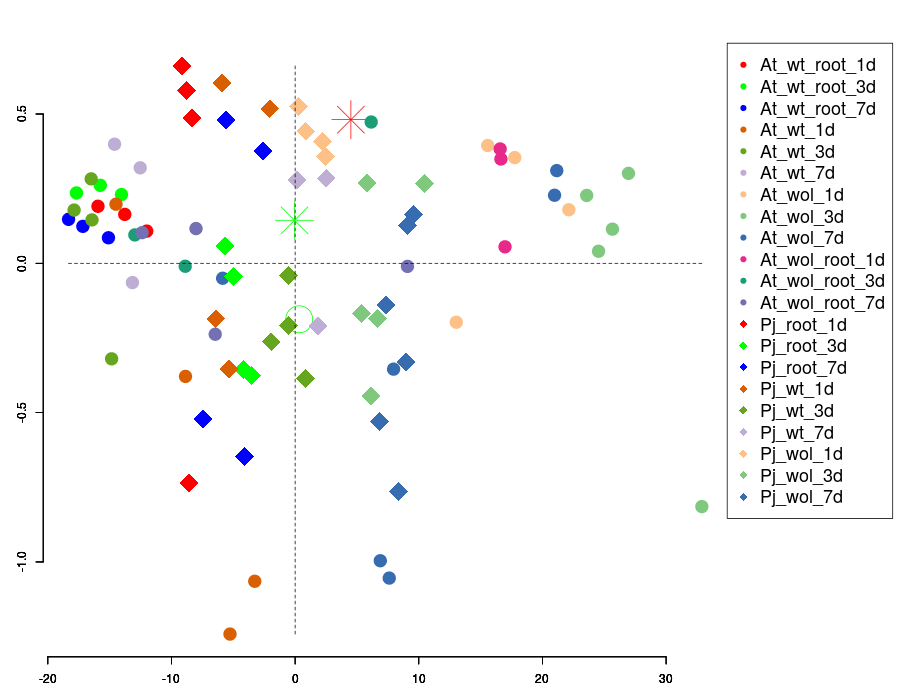 At_wt_root_1d
At_wt_root_3d
At_wt_root_7d
At_wt_1d
At_wt_3d
At_wt_7d
At_wol_1d
At_wol_3d
At_wol_7d
At_wol_root_1d
At_wol_root_3d
At_wol_root_7d
Pj_root_1d
Pj_root_3d
Pj_root_7d
Pj_wt_1d
Pj_wt_3d
Pj_wt_7d
Pj_wol_1d
Pj_wol_3d
Pj_wol_7d
0.5
0.0
-0.5
-1.0
-20 -10 0 10 20 30